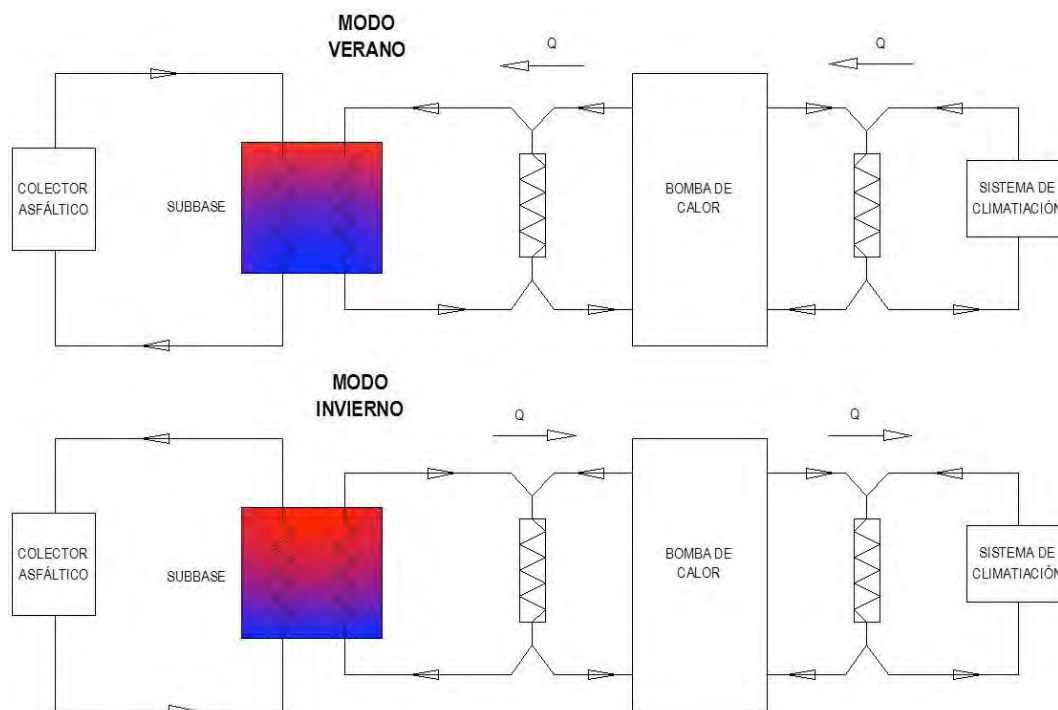 MODO
VERANO
Q
Q
COLECTOR
ASFÁLTICO
SUBBASE
BOMBA DE
CALOR
SISTEMA DE
CLIMATIACIÓN
MODO
INVIERNO
Q
Q
COLECTOR
ASFÁLTICO
SUBBASE
BOMBA DE
CALOR
SISTEMA DE
CLIMATIACIÓN